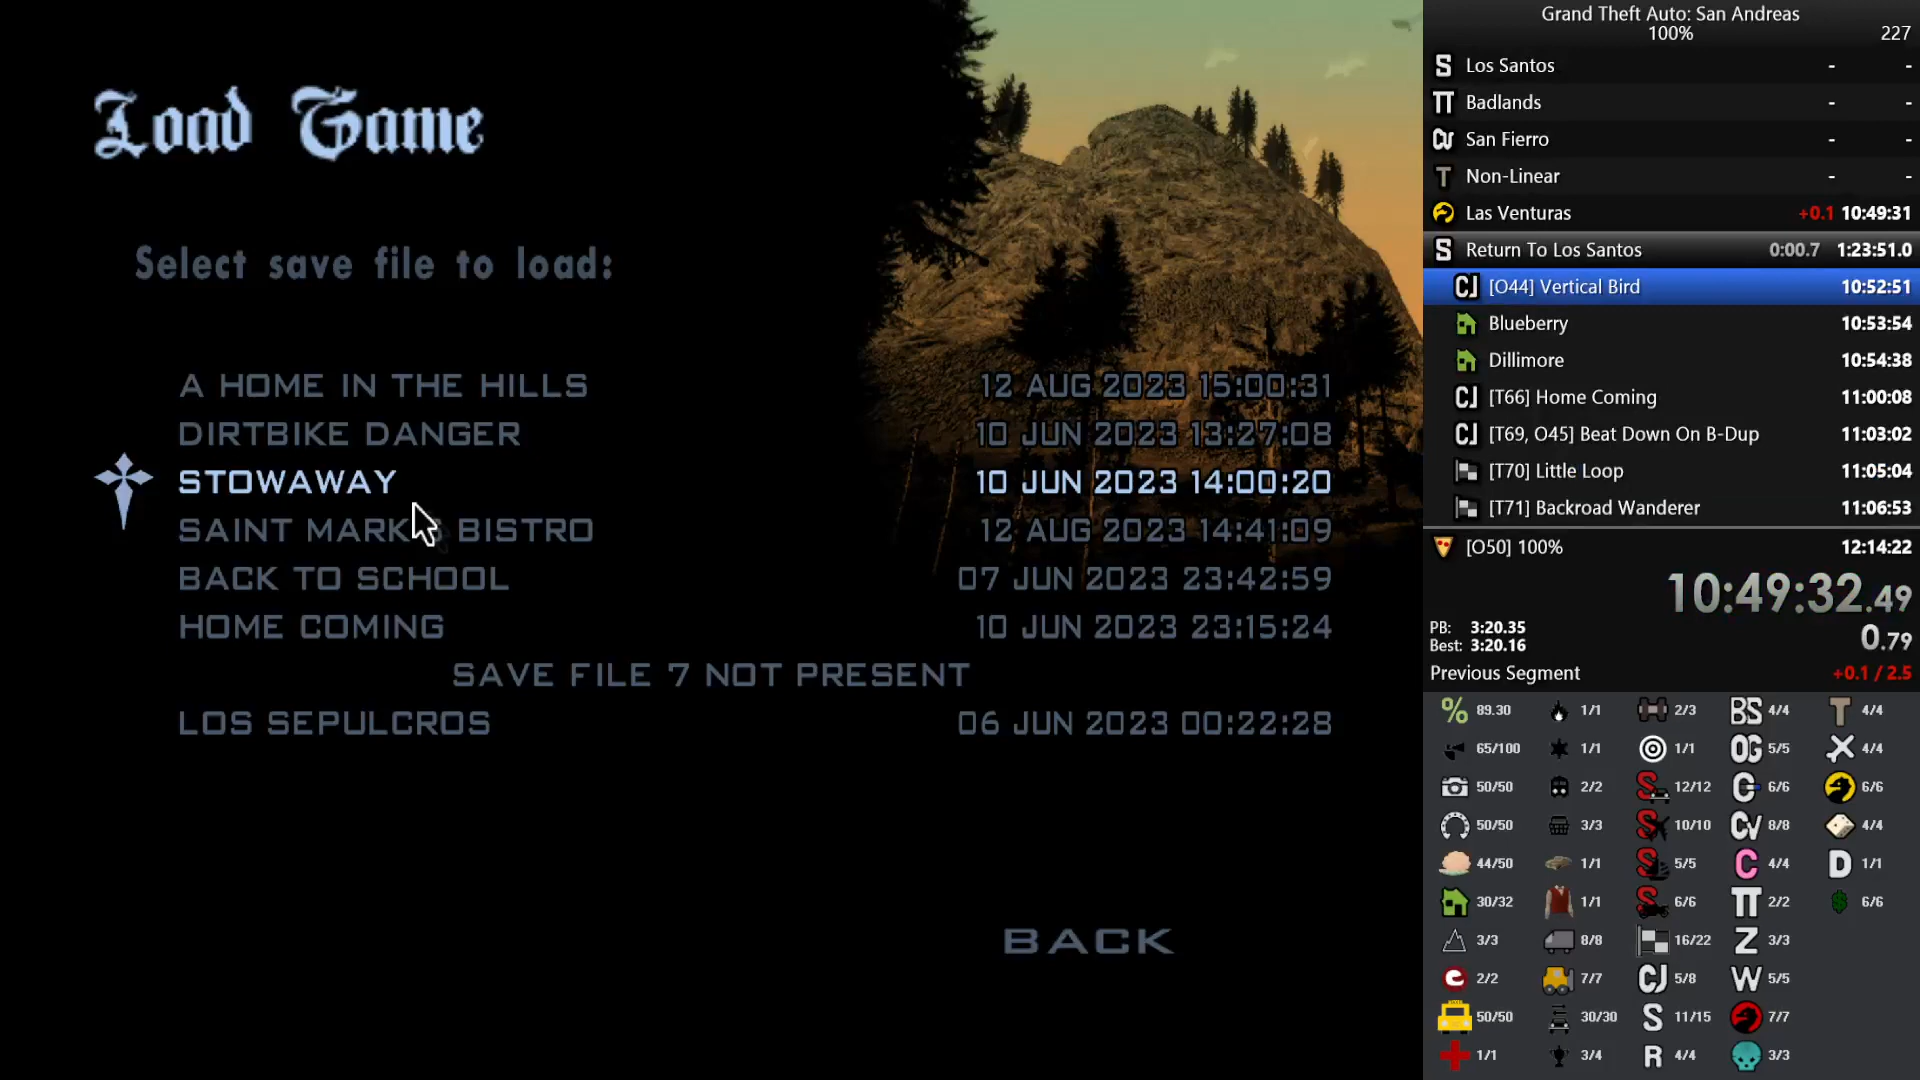 Load Game
Select save file to load:
A HOME IN THE HILLS 12 AUG 2023 15:00:31
DIRTBIKE DANGER 10 JUN 2023 13:27:08
STOWAWAY 10 JUN 2023 14:00:20
SAINT MARK'S BISTRO 12 AUG 2023 14:41:09
BACK TO SCHOOL 07 JUN 2023 23:42:59
HOME COMING 10 JUN 2023 23:15:24
SAVE FILE 7 NOT PRESENT
LOS SEPULCROS 06 JUN 2023 00:22:28
BACK
Grand Theft Auto: San Andreas
100% 227
S Los Santos - -
Badlands - -
San Fierro - -
T Non-Linear - -
Las Venturas +0.1 10:49:31
S Return To Los Santos 0:00.7 1:23:51.0
CJ [O44] Vertical Bird 10:52:51
Blueberry 10:53:54
Dillimore 10:54:38
CJ [T66] Home Coming 11:00:08
CJ [T69, O45] Beat Down On B-Dup 11:03:02
[T70] Little Loop 11:05:04
[T71] Backroad Wanderer 11:06:53
[O50] 100% 12:14:22
10:49:32.49
PB: 3:20.35
Best: 3:20.16 0.79
Previous Segment +0.1 / 2.5
% 89.30 1/1 2/3 BS 4/4 T 4/4
65/100 1/1 1/1 OG 5/5 4/4
50/50 2/2 S 12/12 C 6/6 6/6
50/50 3/3 S 10/10 CV 8/8 4/4
44/50 1/1 S 5/5 C 4/4 D 1/1
30/32 1/1 S 6/6 2/2 6/6
3/3 8/8 16/22 Z 3/3
e 2/2 7/7 CJ 5/8 W 5/5
50/50 30/30 S 11/15 7/7
1/1 3/4 R 4/4 3/3